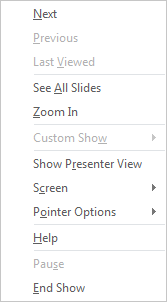 Next
Previous
Last Viewed
See All Slides
Zoom In
Custom Show
Show Presenter View
Screen
Pointer Options
Help
Pause
End Show